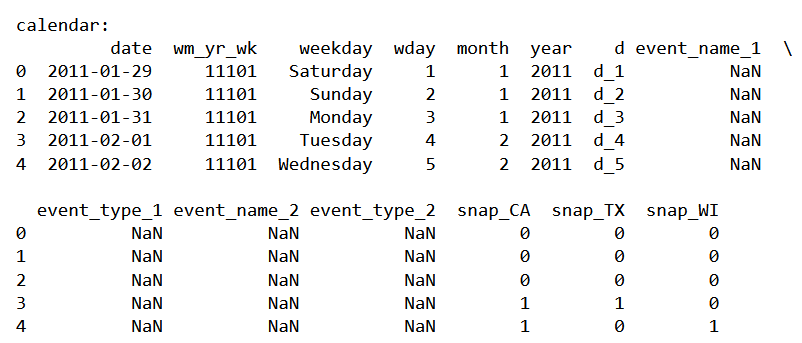 calendar:
date wm_yr_wk weekday wday month year d event_name_1 \
0 2011-01-29 11101 Saturday 1 1 2011 d_1 NaN
1 2011-01-30 11101 Sunday 2 1 2011 d_2 NaN
2 2011-01-31 11101 Monday 3 1 2011 d_3 NaN
3 2011-02-01 11101 Tuesday 4 2 2011 d_4 NaN
4 2011-02-02 11101 Wednesday 5 2 2011 d_5 NaN
event_type_1 event_name_2 event_type_2 snap_CA snap_TX snap_WI
0 NaN NaN NaN 0 0 0
1 NaN NaN NaN 0 0 0
2 NaN NaN NaN 0 0 0
3 NaN NaN NaN 1 1 0
4 NaN NaN NaN 1 0 1